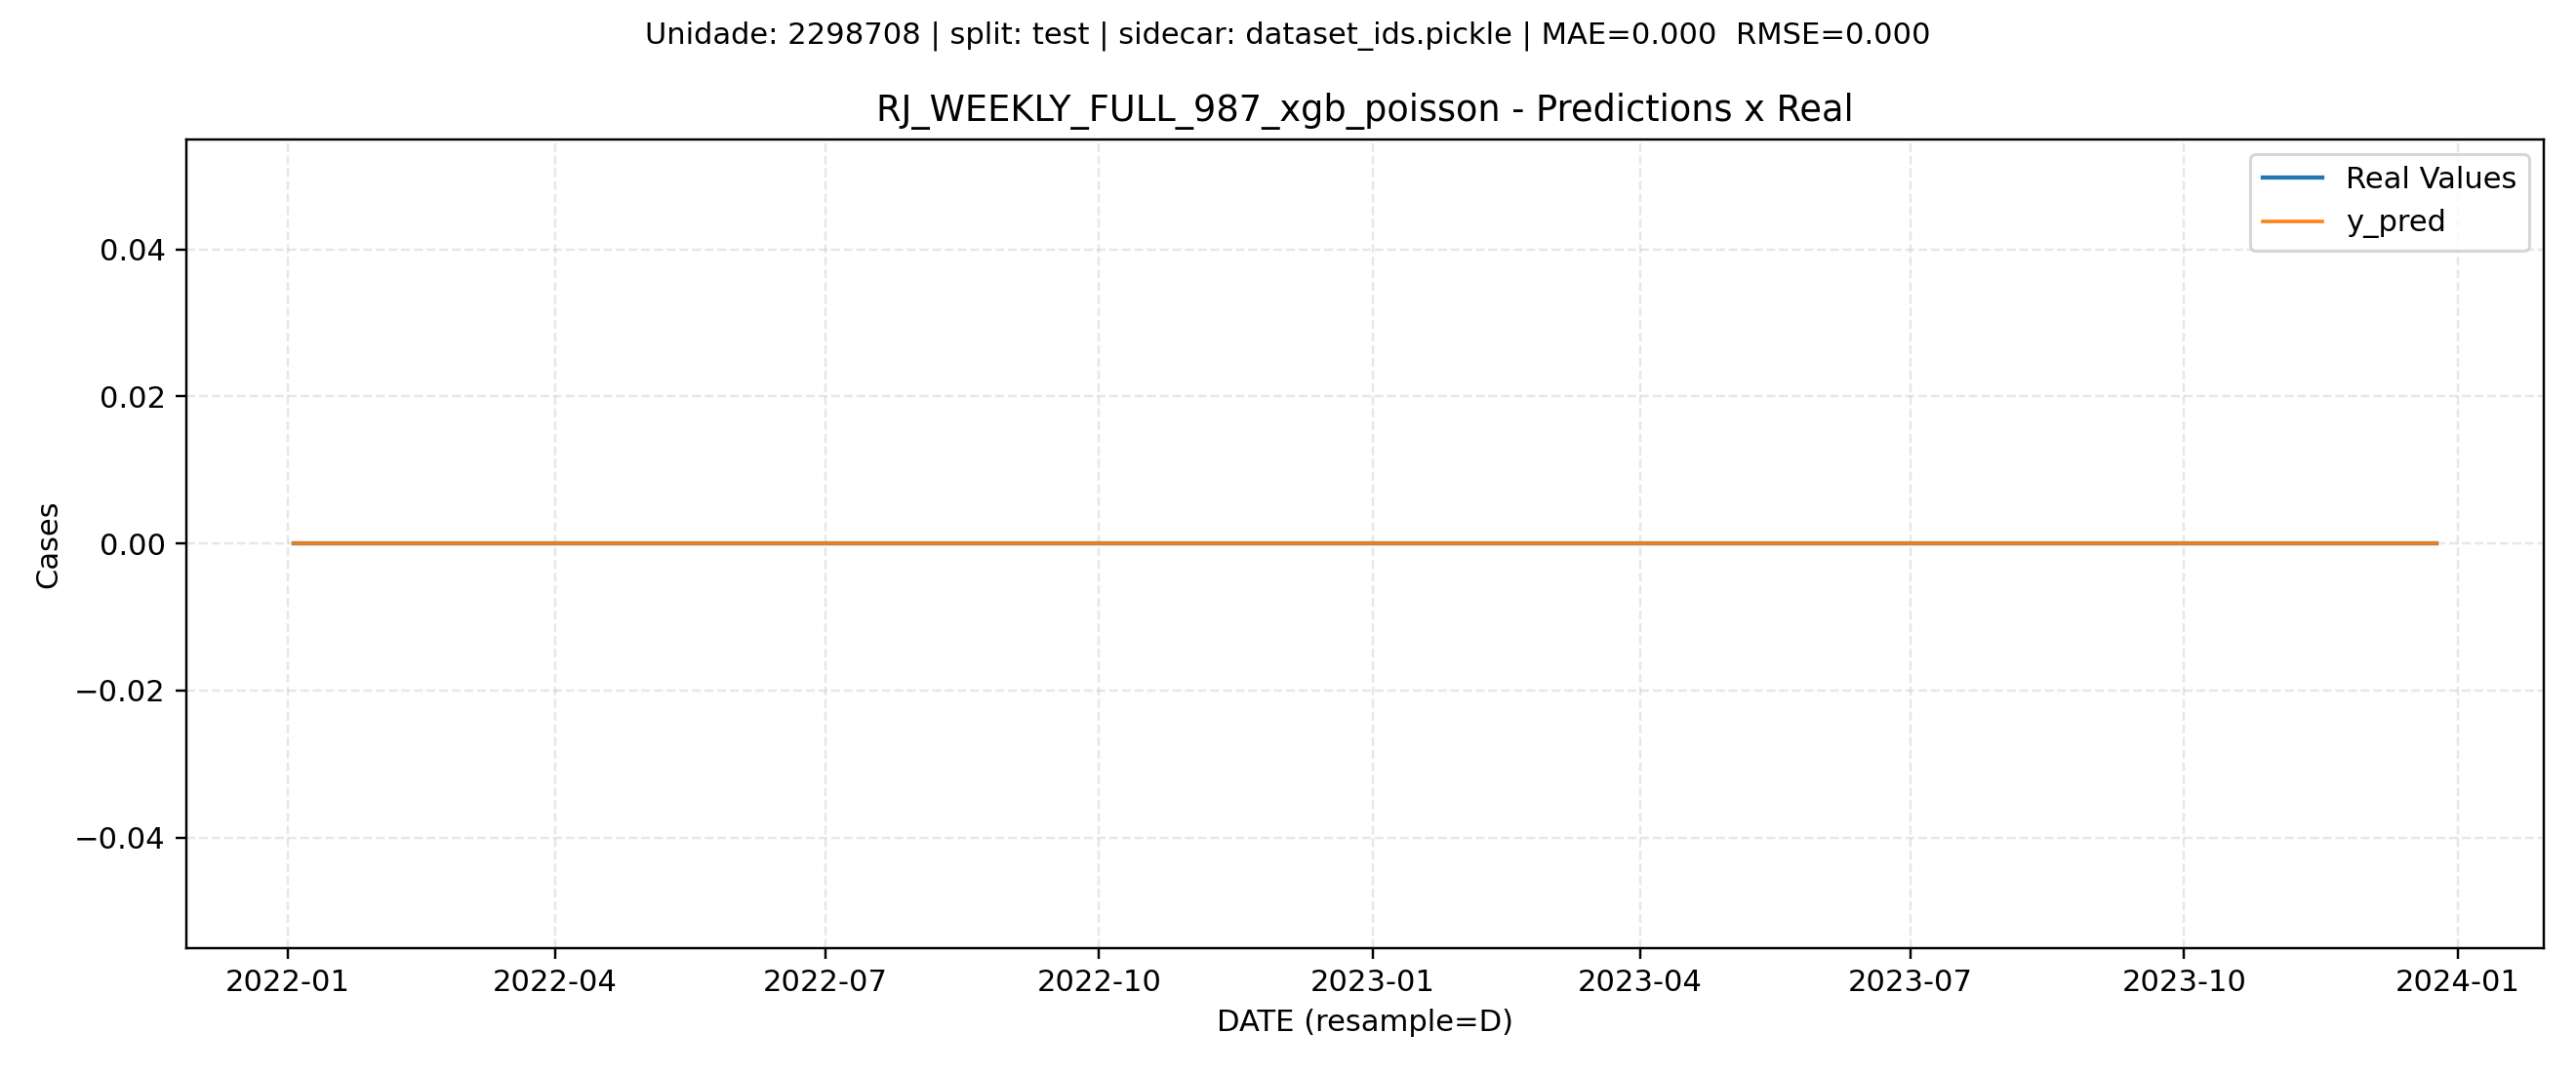 Unidade: 2298708 | split: test | sidecar: dataset_ids.pickle | MAE=0.000  RMSE=0.000
RJ_WEEKLY_FULL_987_xgb_poisson - Predictions x Real
Real Values
y_pred
0.04
0.02
0.00
−0.02
−0.04
Cases
2022-01 2022-04 2022-07 2022-10 2023-01 2023-04 2023-07 2023-10 2024-01
DATE (resample=D)